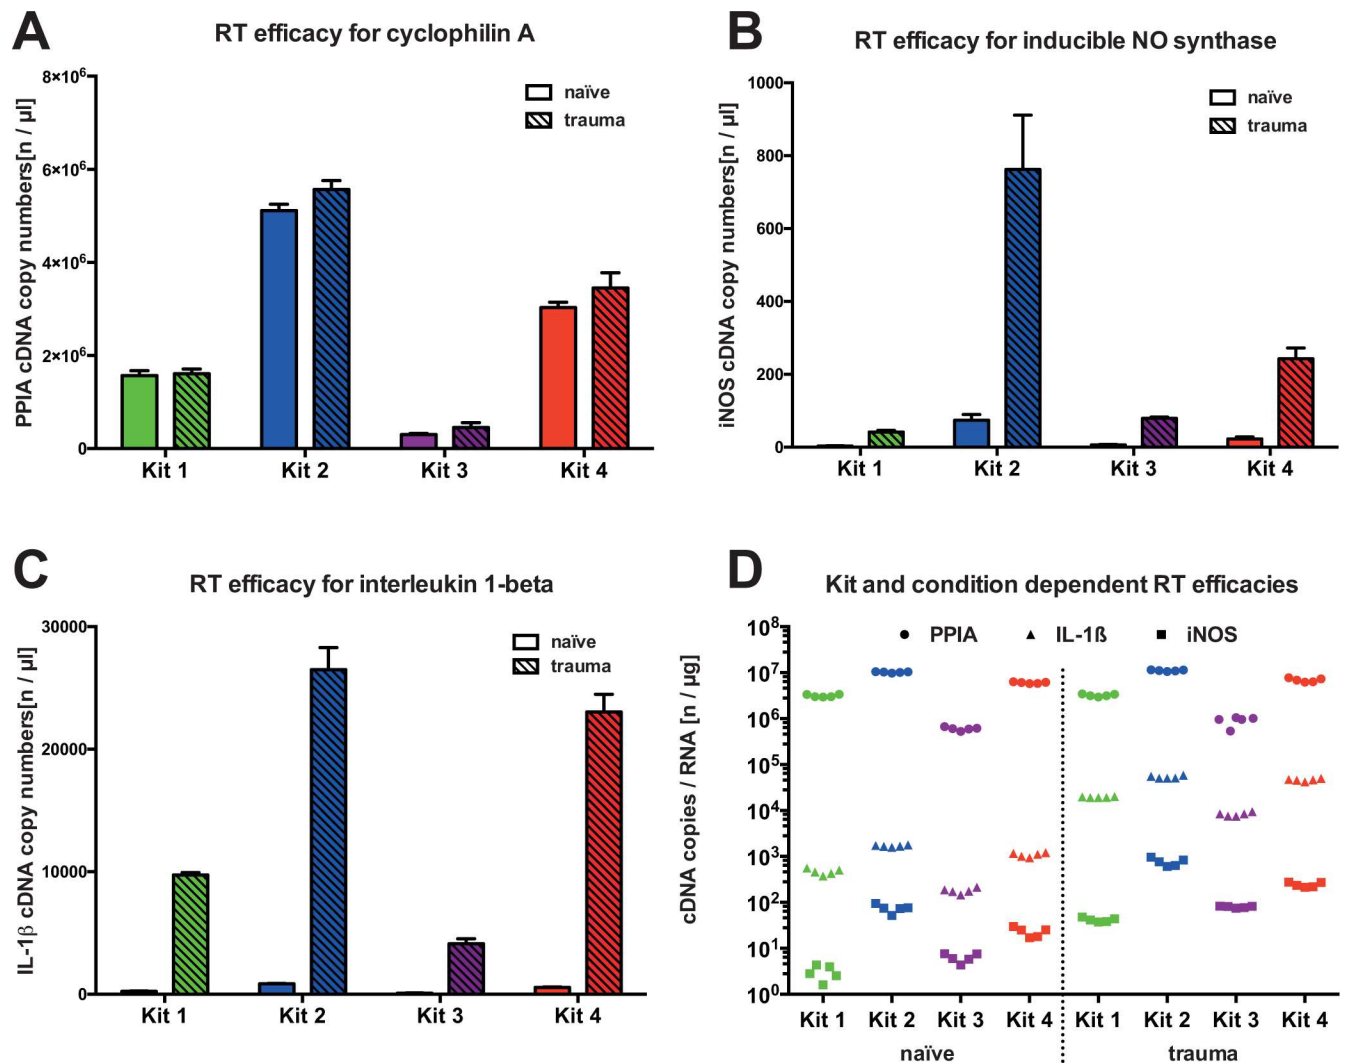 A
RT efficacy for cyclophilin A
PPIA cDNA copy numbers[n / µl]
8×10⁶
6×10⁶
4×10⁶
2×10⁶
0
naïve
trauma
Kit 1 Kit 2 Kit 3 Kit 4
B
RT efficacy for inducible NO synthase
iNOS cDNA copy numbers[n / µl]
1000
800
600
400
200
0
naïve
trauma
Kit 1 Kit 2 Kit 3 Kit 4
C
RT efficacy for interleukin 1-beta
IL-1β cDNA copy numbers[n / µl]
30000
20000
10000
0
naïve
trauma
Kit 1 Kit 2 Kit 3 Kit 4
D
Kit and condition dependent RT efficacies
cDNA copies / RNA [n / µg]
10⁸
10⁷
10⁶
10⁵
10⁴
10³
10²
10¹
10⁰
PPIA IL-1ß iNOS
Kit 1 Kit 2 Kit 3 Kit 4 Kit 1 Kit 2 Kit 3 Kit 4
naïve trauma